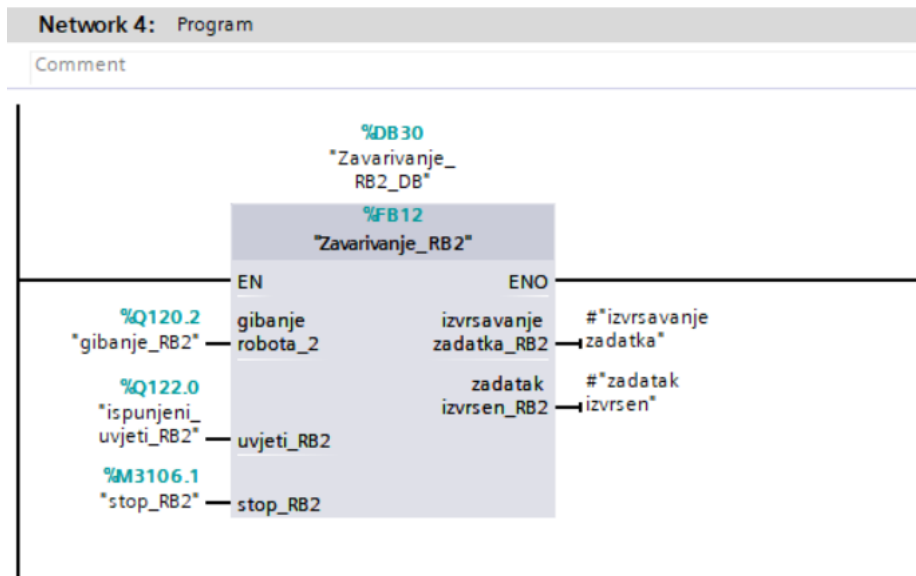 Network 4: Program
Comment
%DB30
"Zavarivanje_
RB2_DB"
%FB12
"Zavarivanje_RB2"
EN ENO
%Q120.2
"gibanje_RB2"
gibanje
robota_2
izvrsavanje
zadatka_RB2
#"izvrsavanje
zadatka"
%Q122.0
"ispunjeni_
uvjeti_RB2"
uvjeti_RB2
zadatak
izvrsen_RB2
#"zadatak
izvrsen"
%M3106.1
"stop_RB2"
stop_RB2